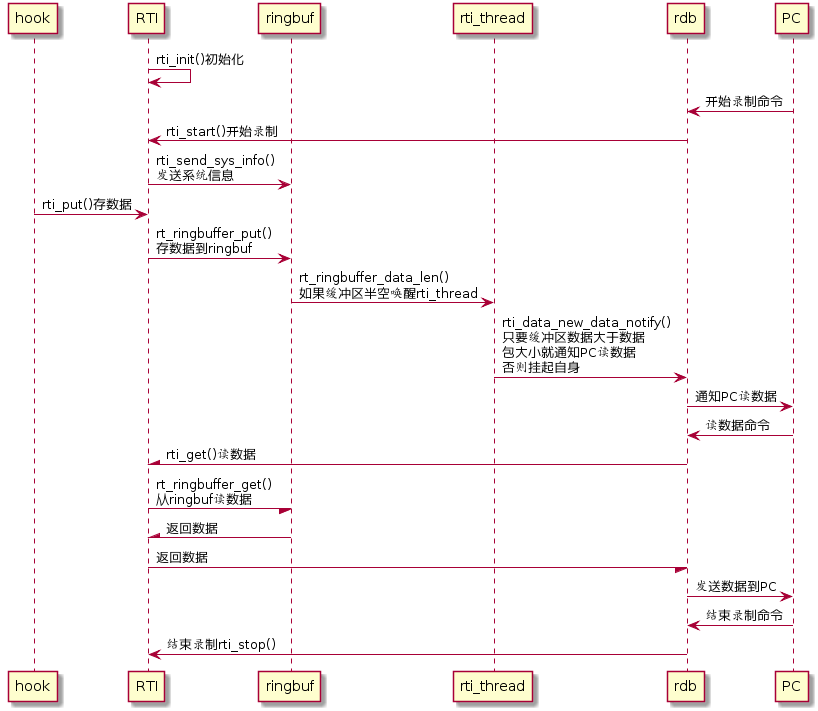 hook
RTI
ringbuf
rti_thread
rdb
PC
rti_init()初始化
开始录制命令
rti_start()开始录制
rti_send_sys_info()
发送系统信息
rti_put()存数据
rt_ringbuffer_put()
存数据到ringbuf
rt_ringbuffer_data_len()
如果缓冲区半空唤醒rti_thread
rti_data_new_data_notify()
只要缓冲区数据大于数据
包大小就通知PC读数据
否则挂起自身
通知PC读数据
读数据命令
rti_get()读数据
rt_ringbuffer_get()
从ringbuf读数据
返回数据
返回数据
发送数据到PC
结束录制命令
结束录制rti_stop()
hook
RTI
ringbuf
rti_thread
rdb
PC